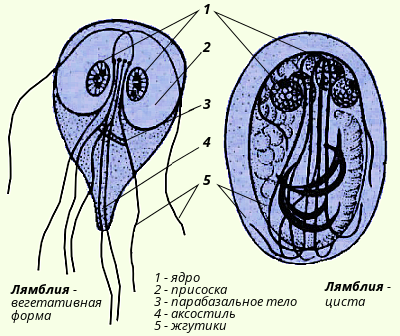 1
2
3
4
5
Лямблия -
вегетативная
форма
1 - ядро
2 - присоска
3 - парабазальное тело
4 - аксостиль
5 - жгутики
Лямблия -
циста